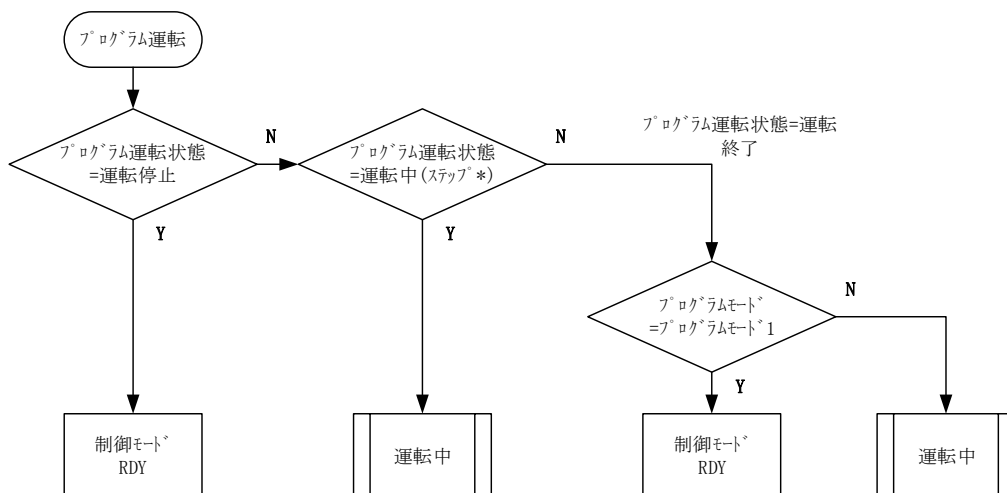 ﾌﾟﾛｸﾞﾗﾑ運転
ﾌﾟﾛｸﾞﾗﾑ運転状態
=運転停止
N
Y
ﾌﾟﾛｸﾞﾗﾑ運転状態
=運転中(ｽﾃｯﾌﾟ*)
N
Y
ﾌﾟﾛｸﾞﾗﾑ運転状態=運転
終了
ﾌﾟﾛｸﾞﾗﾑﾓｰﾄﾞ
=ﾌﾟﾛｸﾞﾗﾑﾓｰﾄﾞ1
N
Y
制御ﾓｰﾄﾞ
RDY
運転中
制御ﾓｰﾄﾞ
RDY
運転中